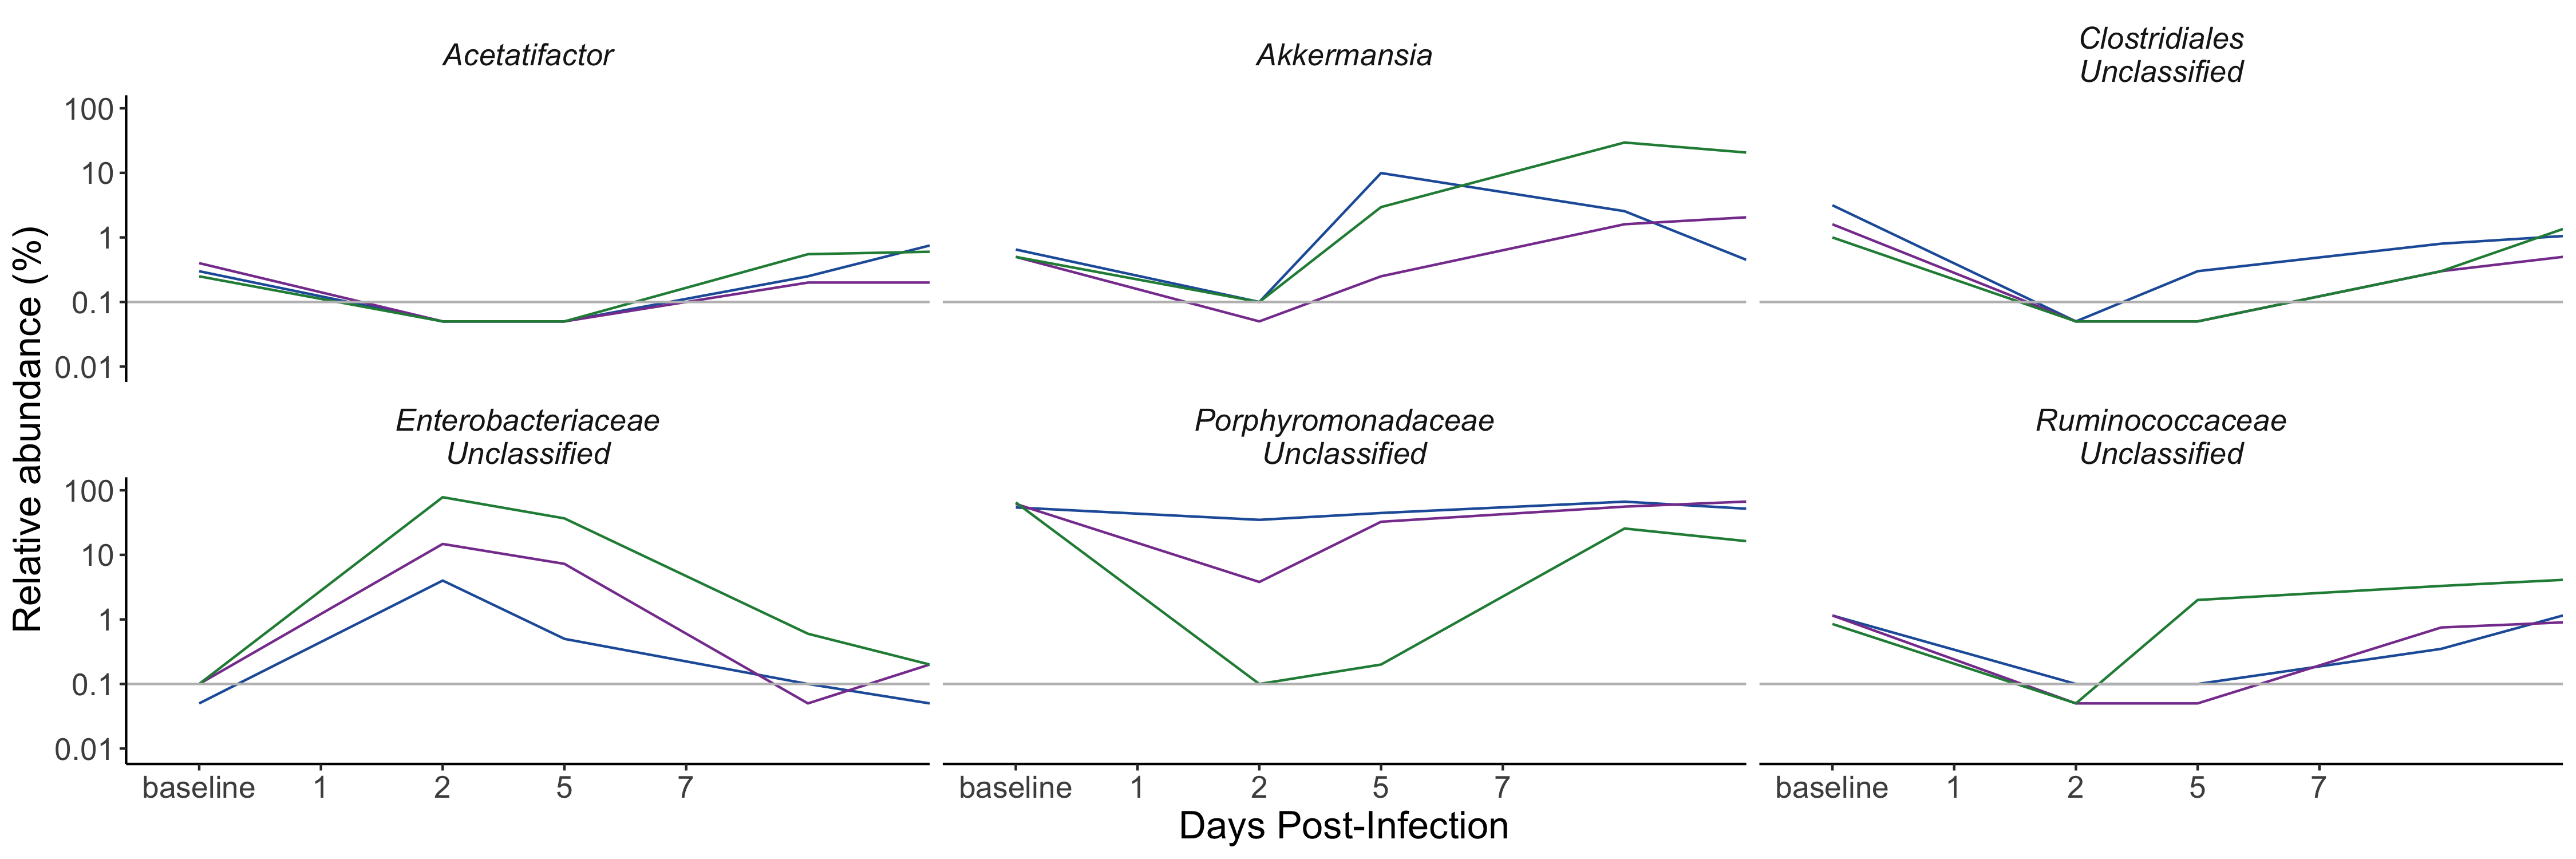 Acetatifactor
Akkermansia
Clostridiales
Unclassified
100
10
1
0.1
0.01
Relative abundance (%)
Enterobacteriaceae
Unclassified
Porphyromonadaceae
Unclassified
Ruminococcaceae
Unclassified
100
10
1
0.1
0.01
baseline 1 2 5 7
baseline 1 2 5 7
baseline 1 2 5 7
Days Post-Infection